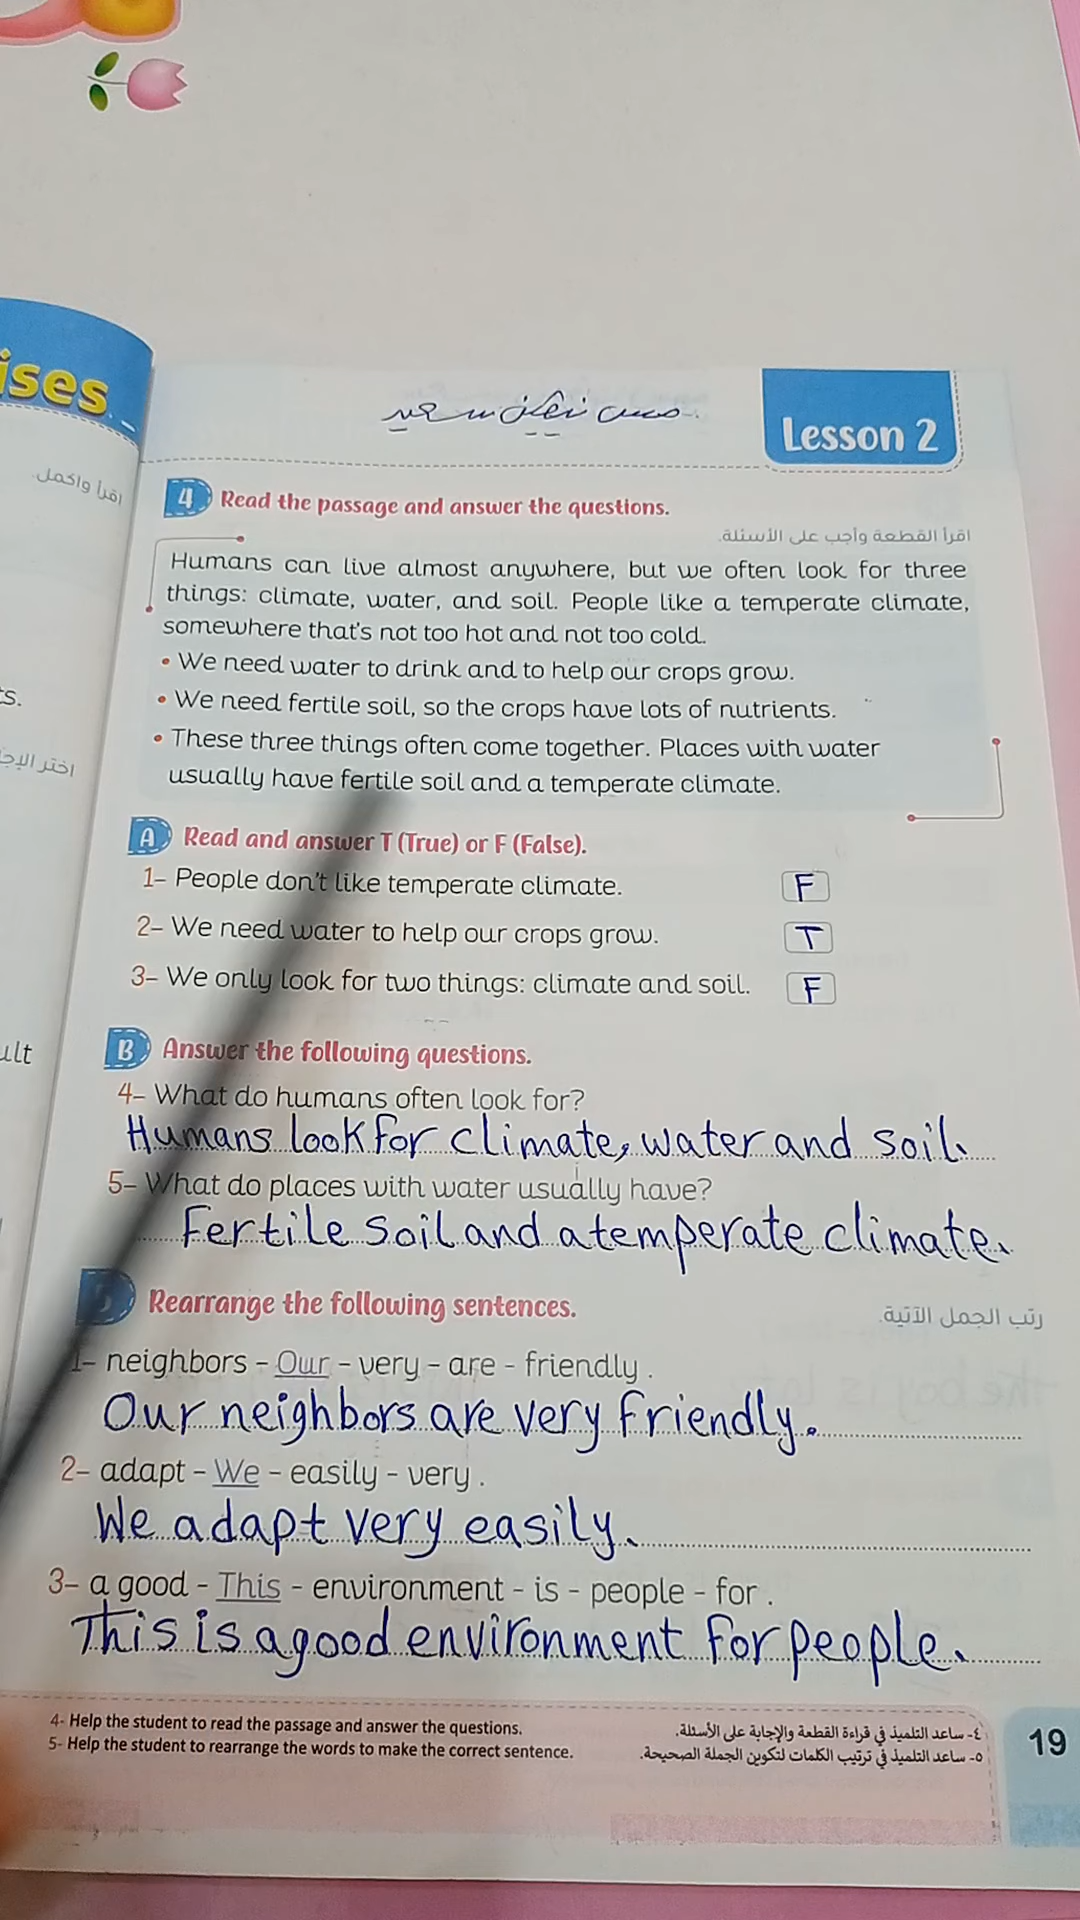 ises
Lesson 2
اقرأ وأكمل.
4 Read the passage and answer the questions.
اقرأ القطعة وأجب على الأسئلة.
Humans can live almost anywhere, but we often look for three
things: climate, water, and soil. People like a temperate climate,
somewhere that's not too hot and not too cold.
• We need water to drink and to help our crops grow.
• We need fertile soil, so the crops have lots of nutrients.
• These three things often come together. Places with water
usually have fertile soil and a temperate climate.
ts.
اختر الإجا
A Read and answer T (True) or F (False).
1- People don't like temperate climate. F
2- We need water to help our crops grow. T
3- We only look for two things: climate and soil. F
ult
B Answer the following questions.
4- What do humans often look for?
Humans look for climate, water and soil.
5- What do places with water usually have?
Fertile soil and a temperate climate.
5 Rearrange the following sentences.
رتب الجمل الآتية.
1- neighbors - Our - very - are - friendly .
Our neighbors are very friendly.
2- adapt - We - easily - very .
We adapt very easily.
3- a good - This - environment - is - people - for .
This is a good environment for people.
4- Help the student to read the passage and answer the questions.
٤- ساعد التلميذ في قراءة القطعة والإجابة على الأسئلة.
5- Help the student to rearrange the words to make the correct sentence.
٥- ساعد التلميذ في ترتيب الكلمات لتكوين الجملة الصحيحة.
19